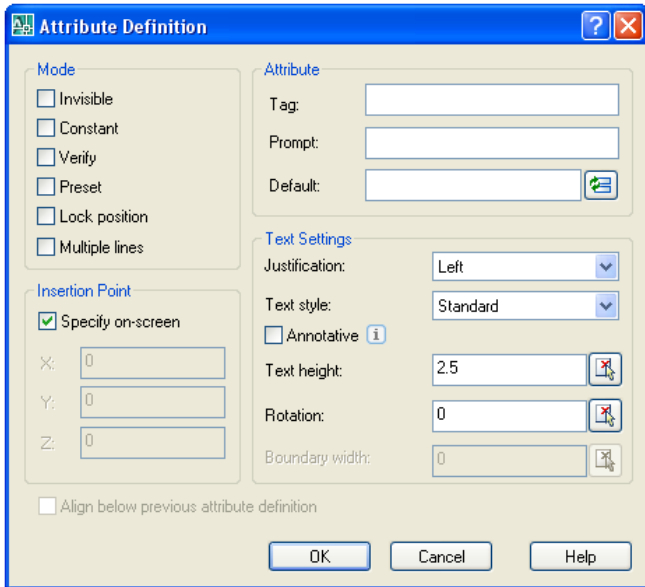 Attribute Definition
Mode
Invisible
Constant
Verify
Preset
Lock position
Multiple lines
Insertion Point
Specify on-screen
X: 0
Y: 0
Z: 0
Attribute
Tag:
Prompt:
Default:
Text Settings
Justification: Left
Text style: Standard
Annotative i
Text height: 2.5
Rotation: 0
Boundary width: 0
Align below previous attribute definition
OK Cancel Help